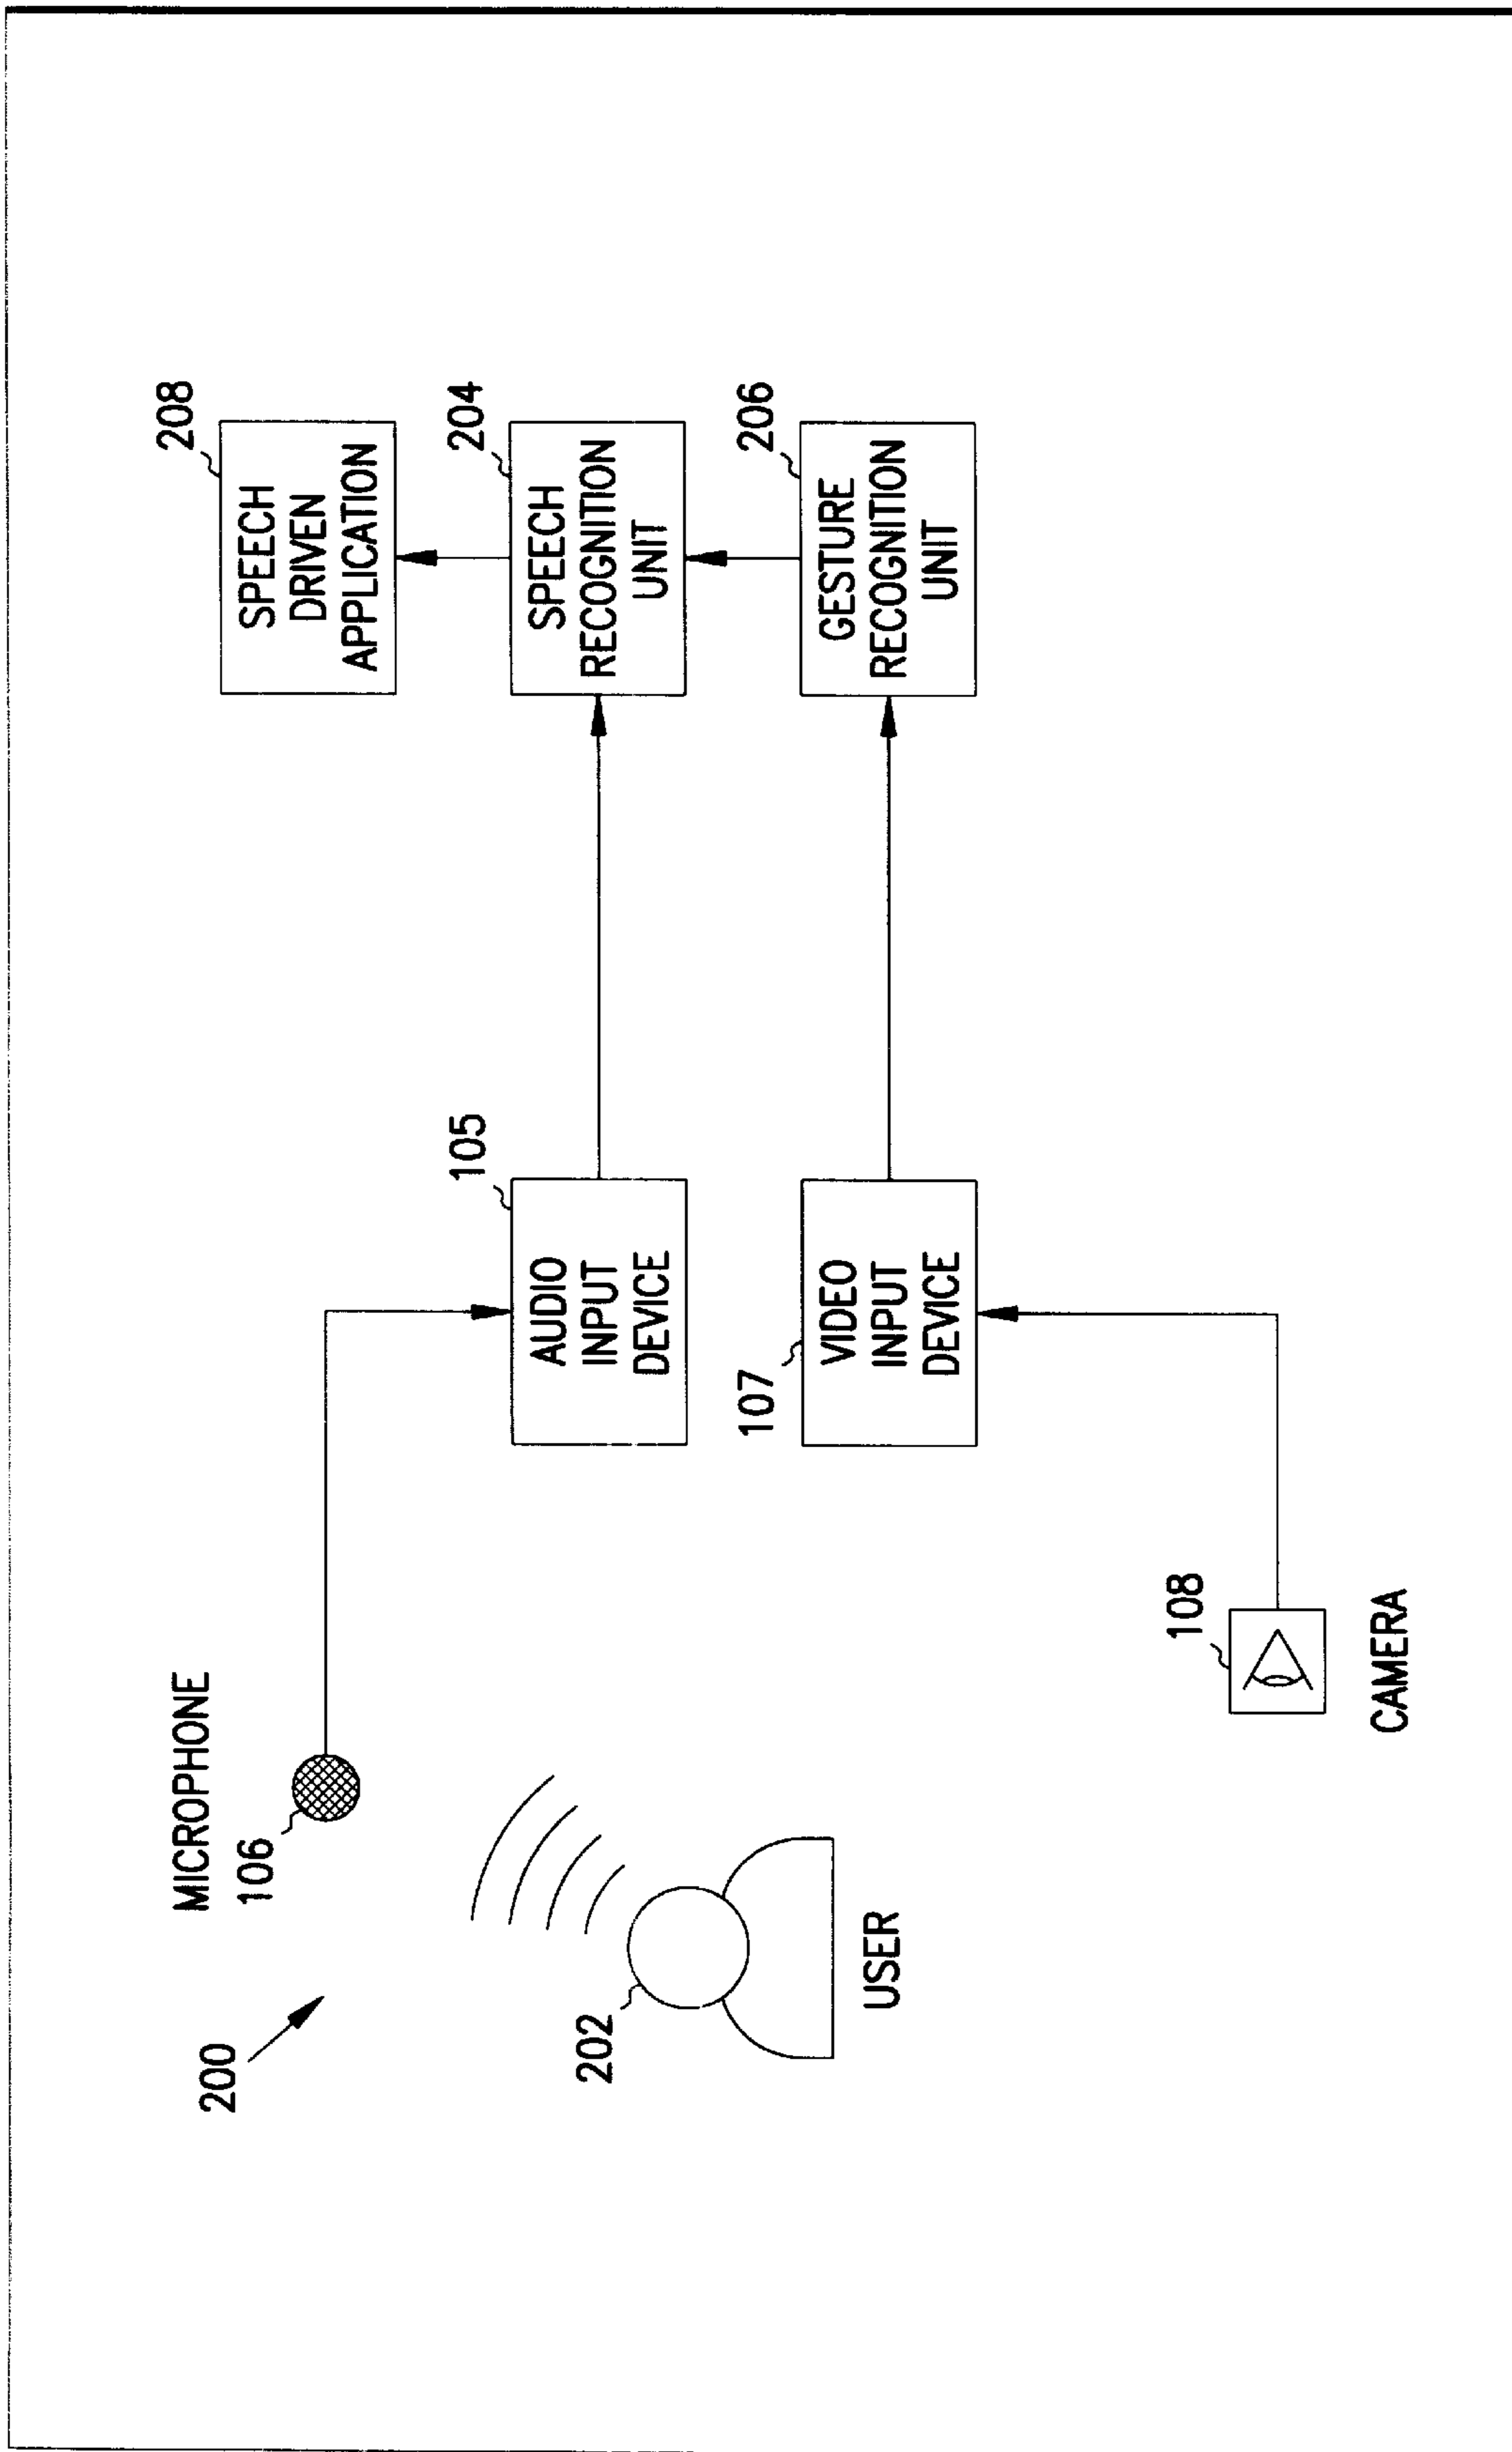 200
MICROPHONE
106
202
USER
108
CAMERA
105
AUDIO
INPUT
DEVICE
107
VIDEO
INPUT
DEVICE
208
SPEECH
DRIVEN
APPLICATION
204
SPEECH
RECOGNITION
UNIT
206
GESTURE
RECOGNITION
UNIT